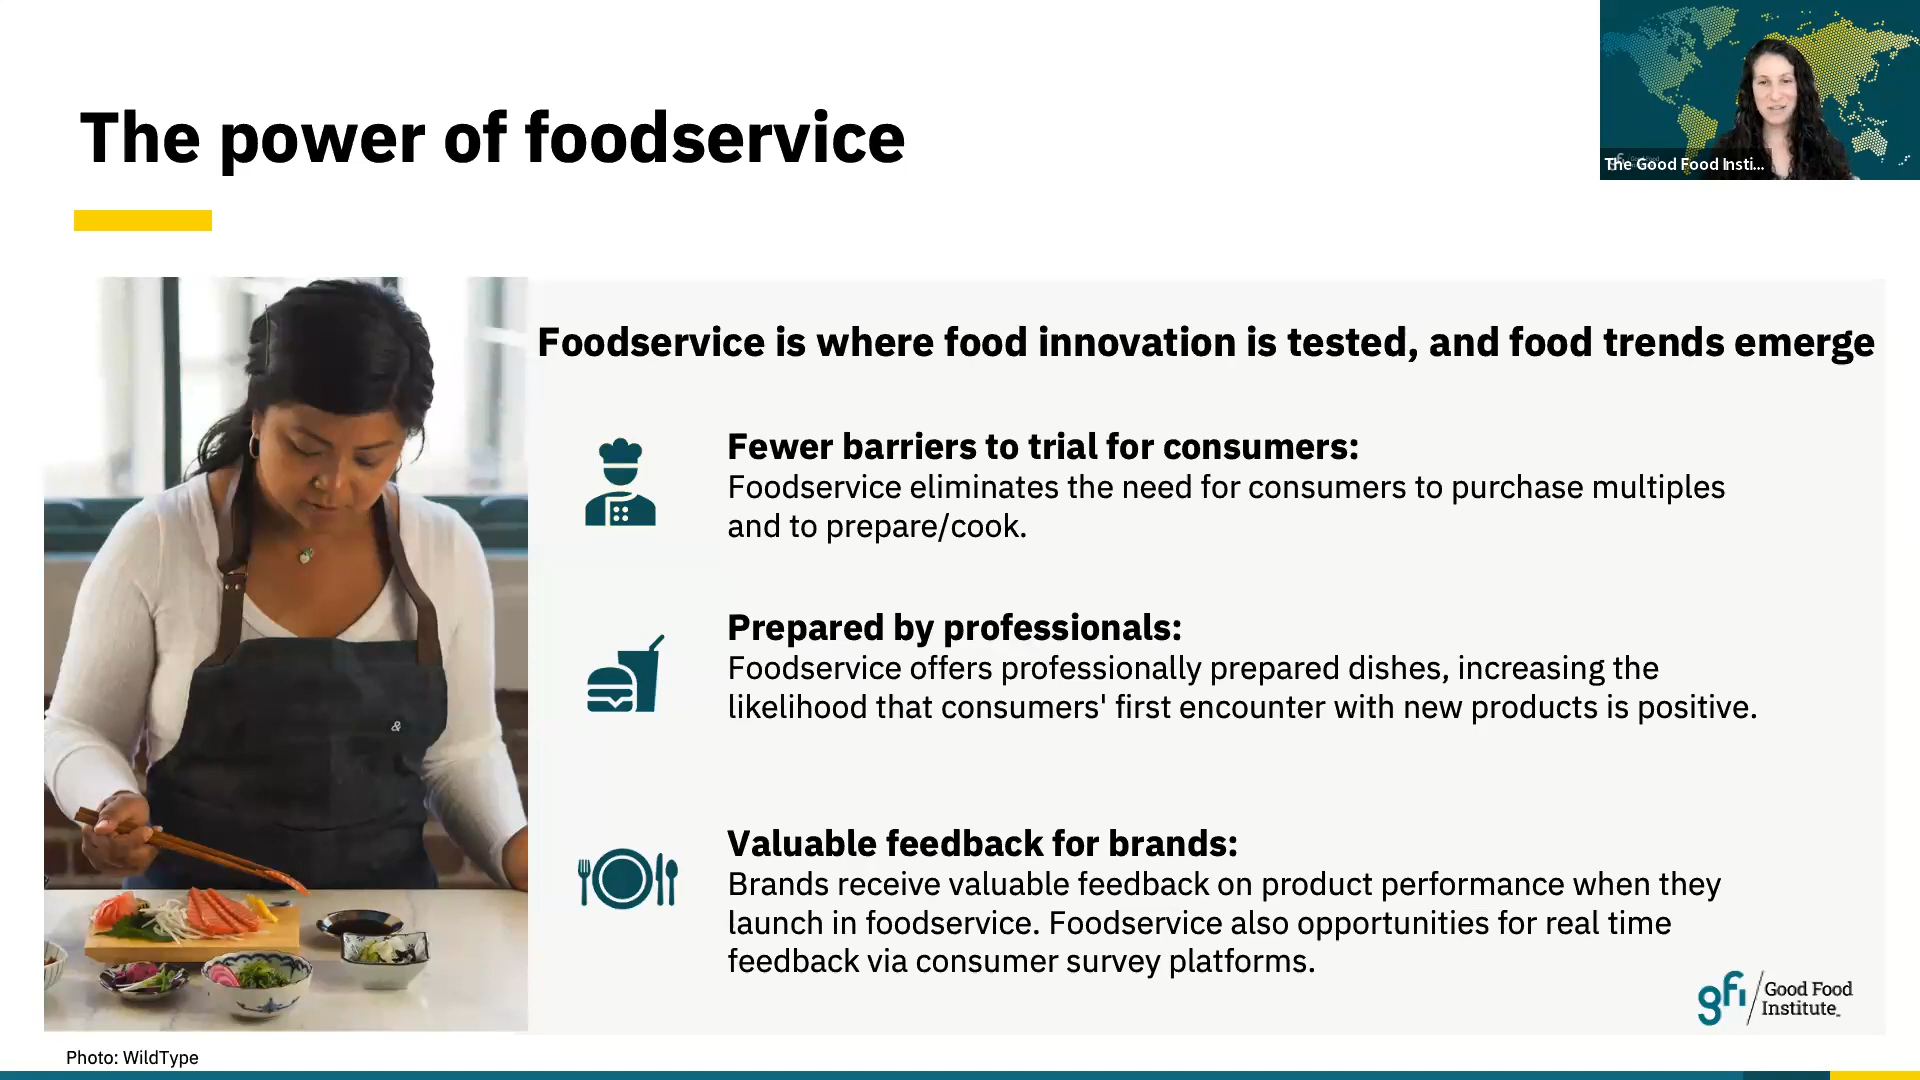 The power of foodservice
The Good Food Insti...
Foodservice is where food innovation is tested, and food trends emerge
Fewer barriers to trial for consumers:
Foodservice eliminates the need for consumers to purchase multiples
and to prepare/cook.
Prepared by professionals:
Foodservice offers professionally prepared dishes, increasing the
likelihood that consumers' first encounter with new products is positive.
&
Valuable feedback for brands:
Brands receive valuable feedback on product performance when they
launch in foodservice. Foodservice also opportunities for real time
feedback via consumer survey platforms.
gfi/Good Food
Institute
Photo: WildType